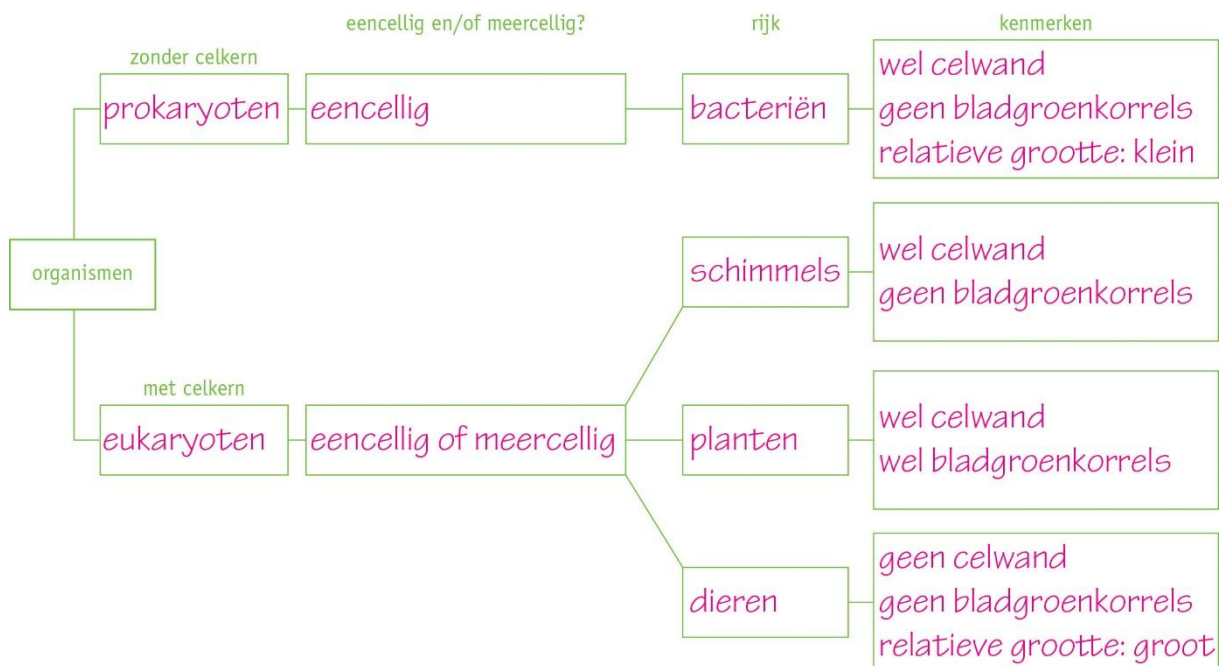 eencellig en/of meercellig?
rijk
kenmerken
zonder celkern
prokaryoten
eencellig
bacteriën
wel celwand
geen bladgroenkorrels
relatieve grootte: klein
organismen
schimmels
wel celwand
geen bladgroenkorrels
met celkern
eukaryoten
eencellig of meercellig
planten
wel celwand
wel bladgroenkorrels
dieren
geen celwand
geen bladgroenkorrels
relatieve grootte: groot